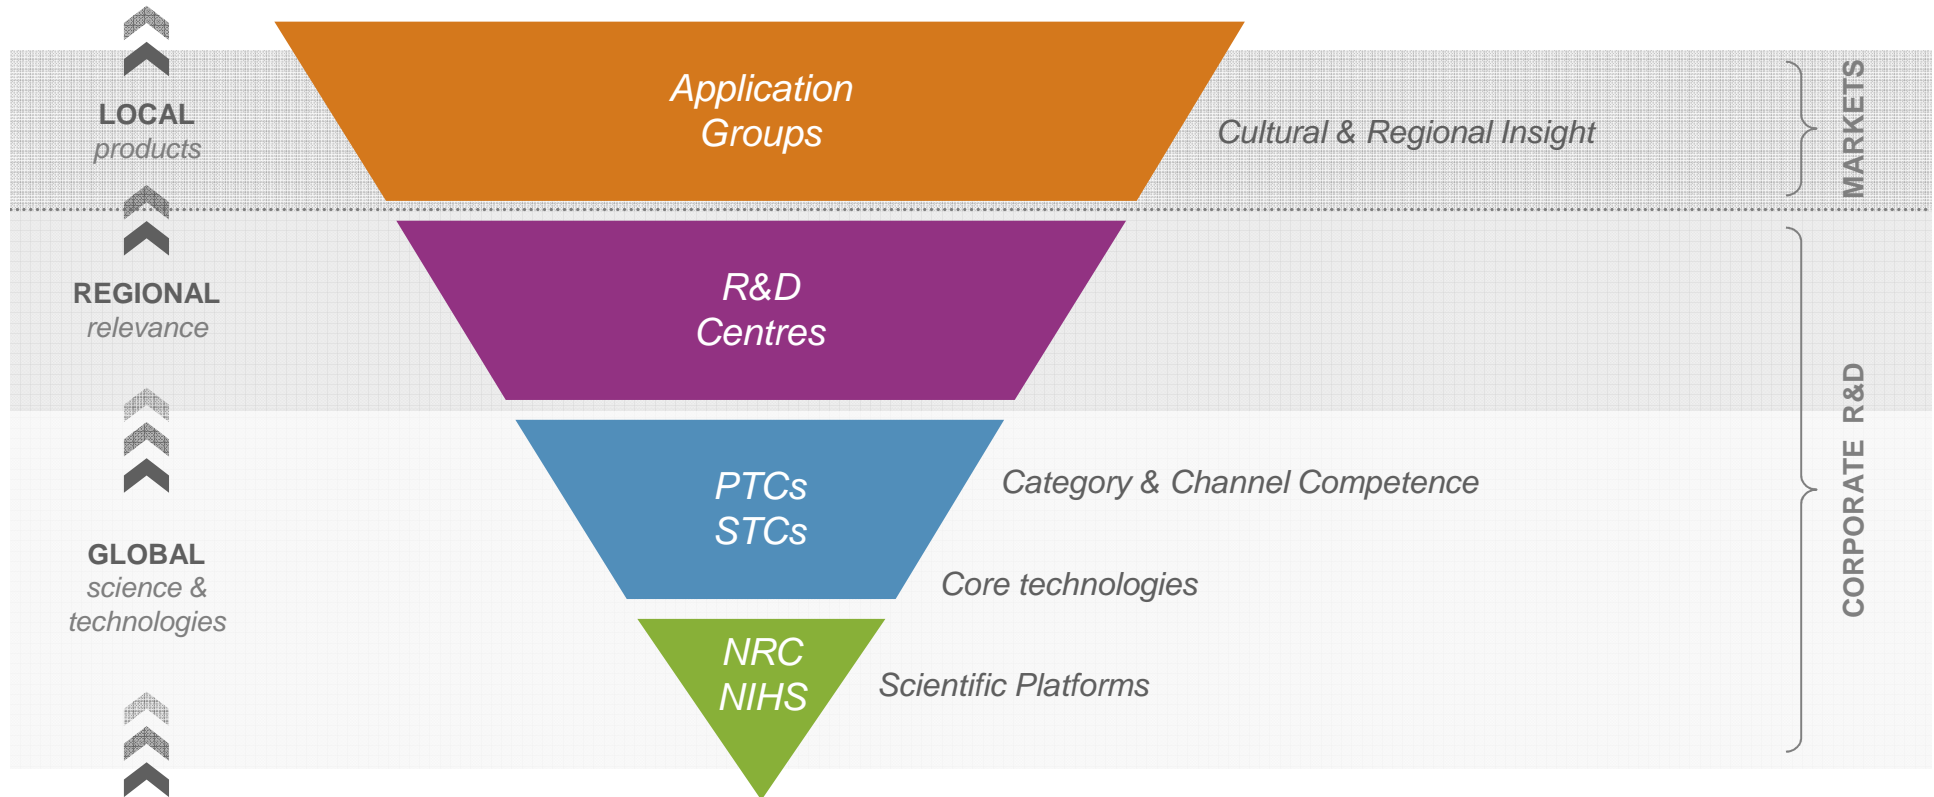 LOCAL
products
Application
Groups
Cultural & Regional Insight
MARKETS
REGIONAL
relevance
R&D
Centres
GLOBAL
science &
technologies
PTCs
STCs
Category & Channel Competence
Core technologies
NRC
NIHS
Scientific Platforms
CORPORATE R&D